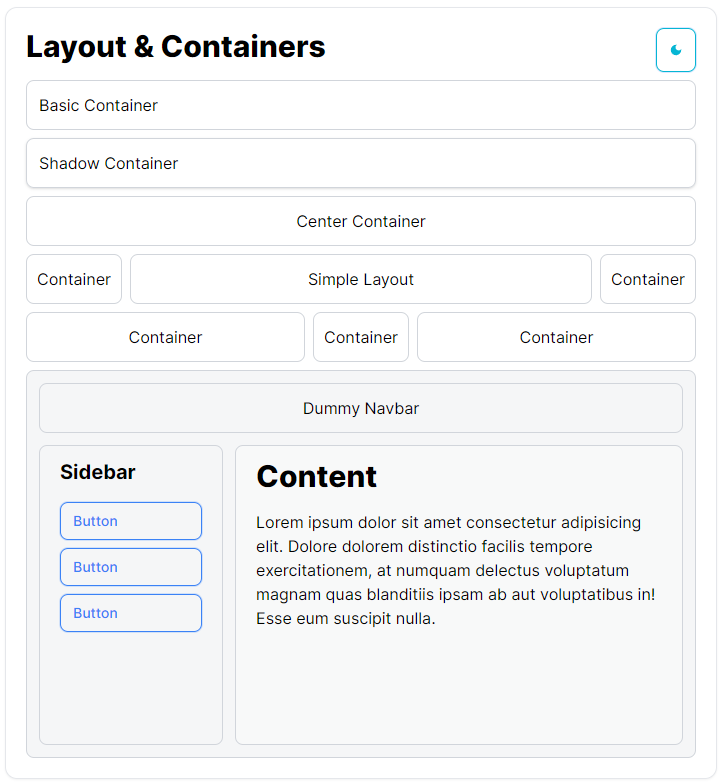 Layout & Containers
Basic Container
Shadow Container
Center Container
Container
Simple Layout
Container
Container
Container
Container
Dummy Navbar
Sidebar
Button
Button
Button
Content
Lorem ipsum dolor sit amet consectetur adipisicing
elit. Dolore dolorem distinctio facilis tempore
exercitationem, at numquam delectus voluptatum
magnam quas blanditiis ipsam ab aut voluptatibus in!
Esse eum suscipit nulla.